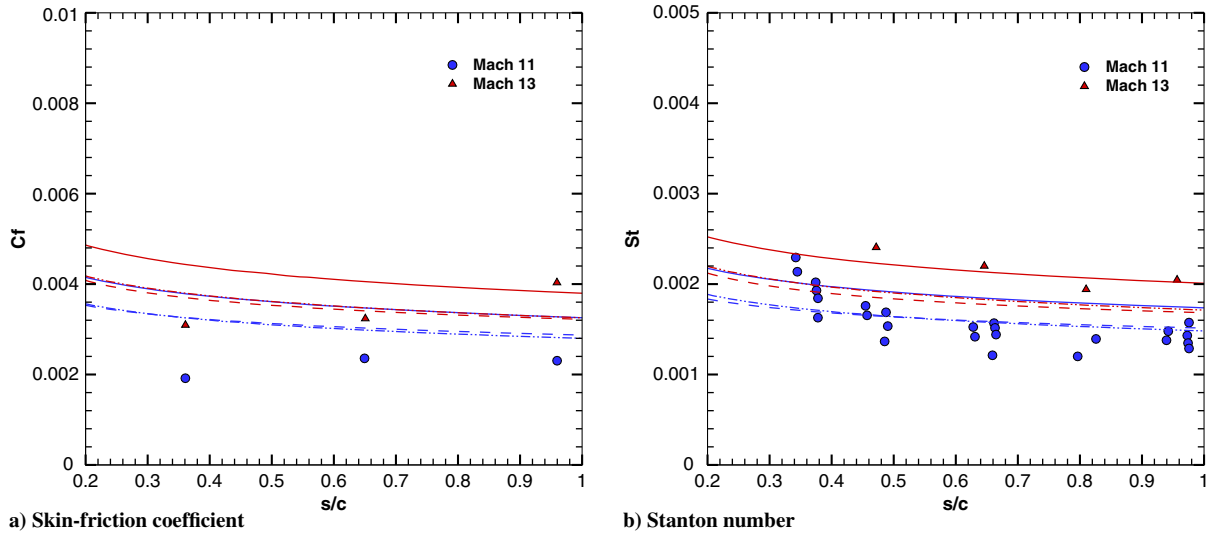 0.01
0.008
0.006
0.004
0.002
0
Cf
0.2 0.3 0.4 0.5 0.6 0.7 0.8 0.9 1
s/c
Mach 11
Mach 13
a) Skin-friction coefficient
0.005
0.004
0.003
0.002
0.001
0
St
0.2 0.3 0.4 0.5 0.6 0.7 0.8 0.9 1
s/c
Mach 11
Mach 13
b) Stanton number